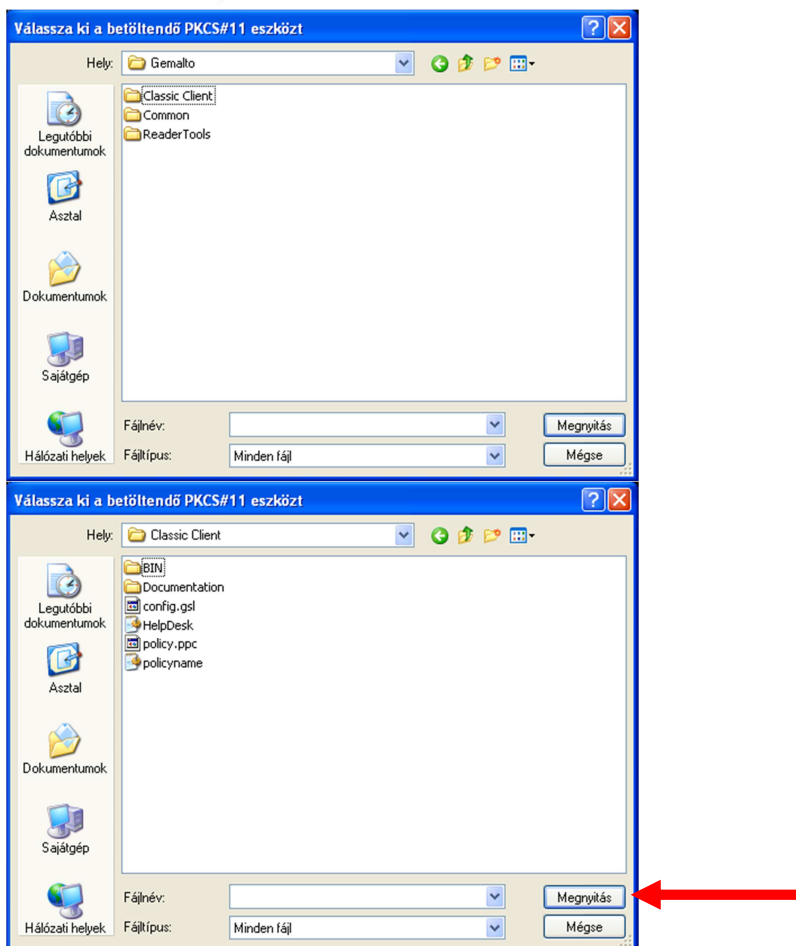 Válassza ki a betöltendő PKCS#11 eszközt
Hely: Gemalto
Classic Client
Common
ReaderTools
Legutóbbi
dokumentumok
Asztal
Dokumentumok
Sajátgép
Hálózati helyek
Fájlnév: Megnyitás
Fájltípus: Minden fájl Mégse
Válassza ki a betöltendő PKCS#11 eszközt
Hely: Classic Client
BIN
Documentation
config.gsl
HelpDesk
policy.ppc
policyname
Legutóbbi
dokumentumok
Asztal
Dokumentumok
Sajátgép
Hálózati helyek
Fájlnév: Megnyitás
Fájltípus: Minden fájl Mégse